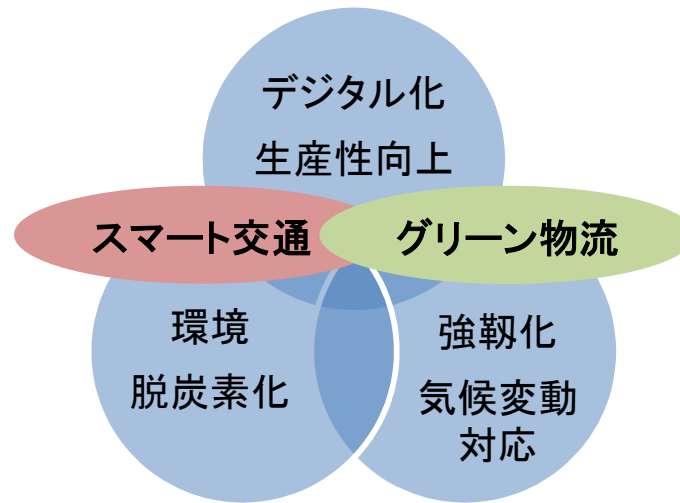 デジタル化
生産性向上
スマート交通
グリーン物流
環境
脱炭素化
強靱化
気候変動
対応